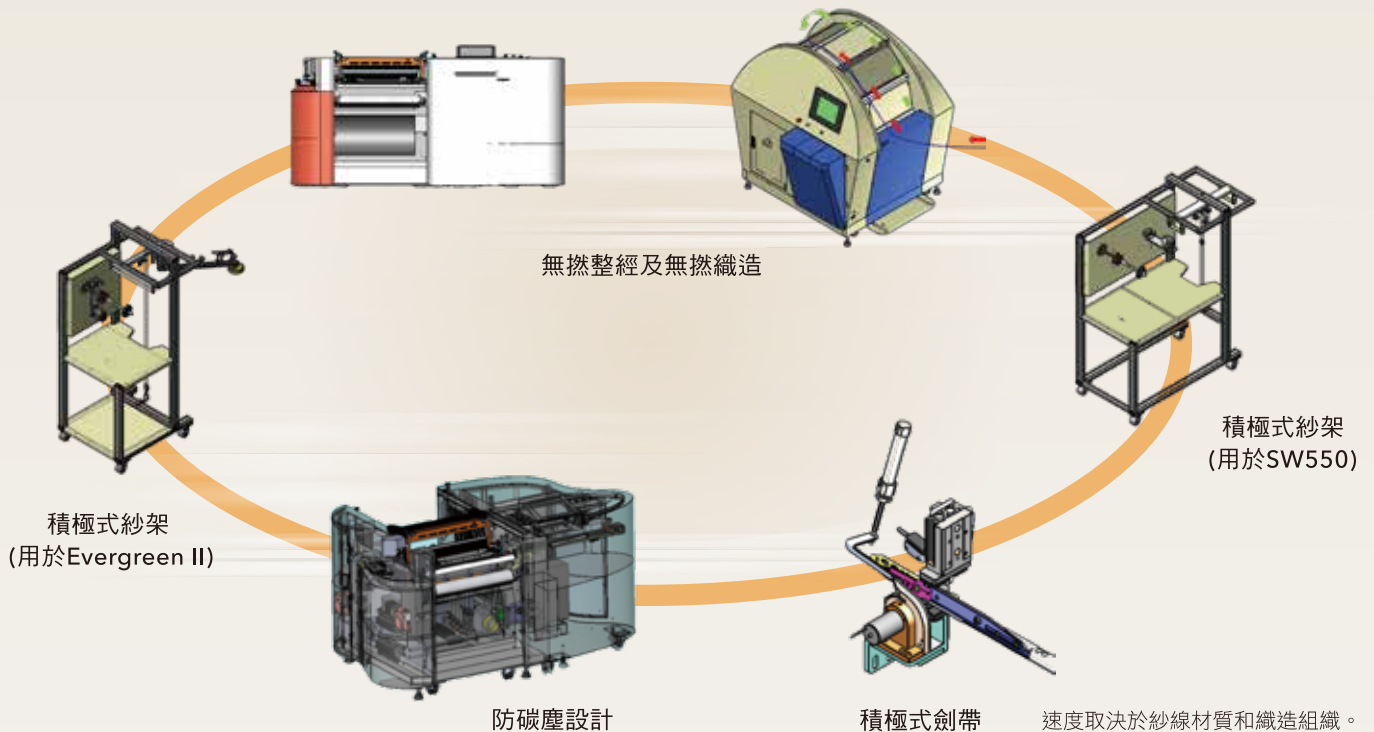 無撚整經及無撚織造
積極式紗架
(用於SW550)
積極式紗架
(用於Evergreen II)
防碳塵設計
積極式劍帶
速度取決於紗線材質和織造組織。